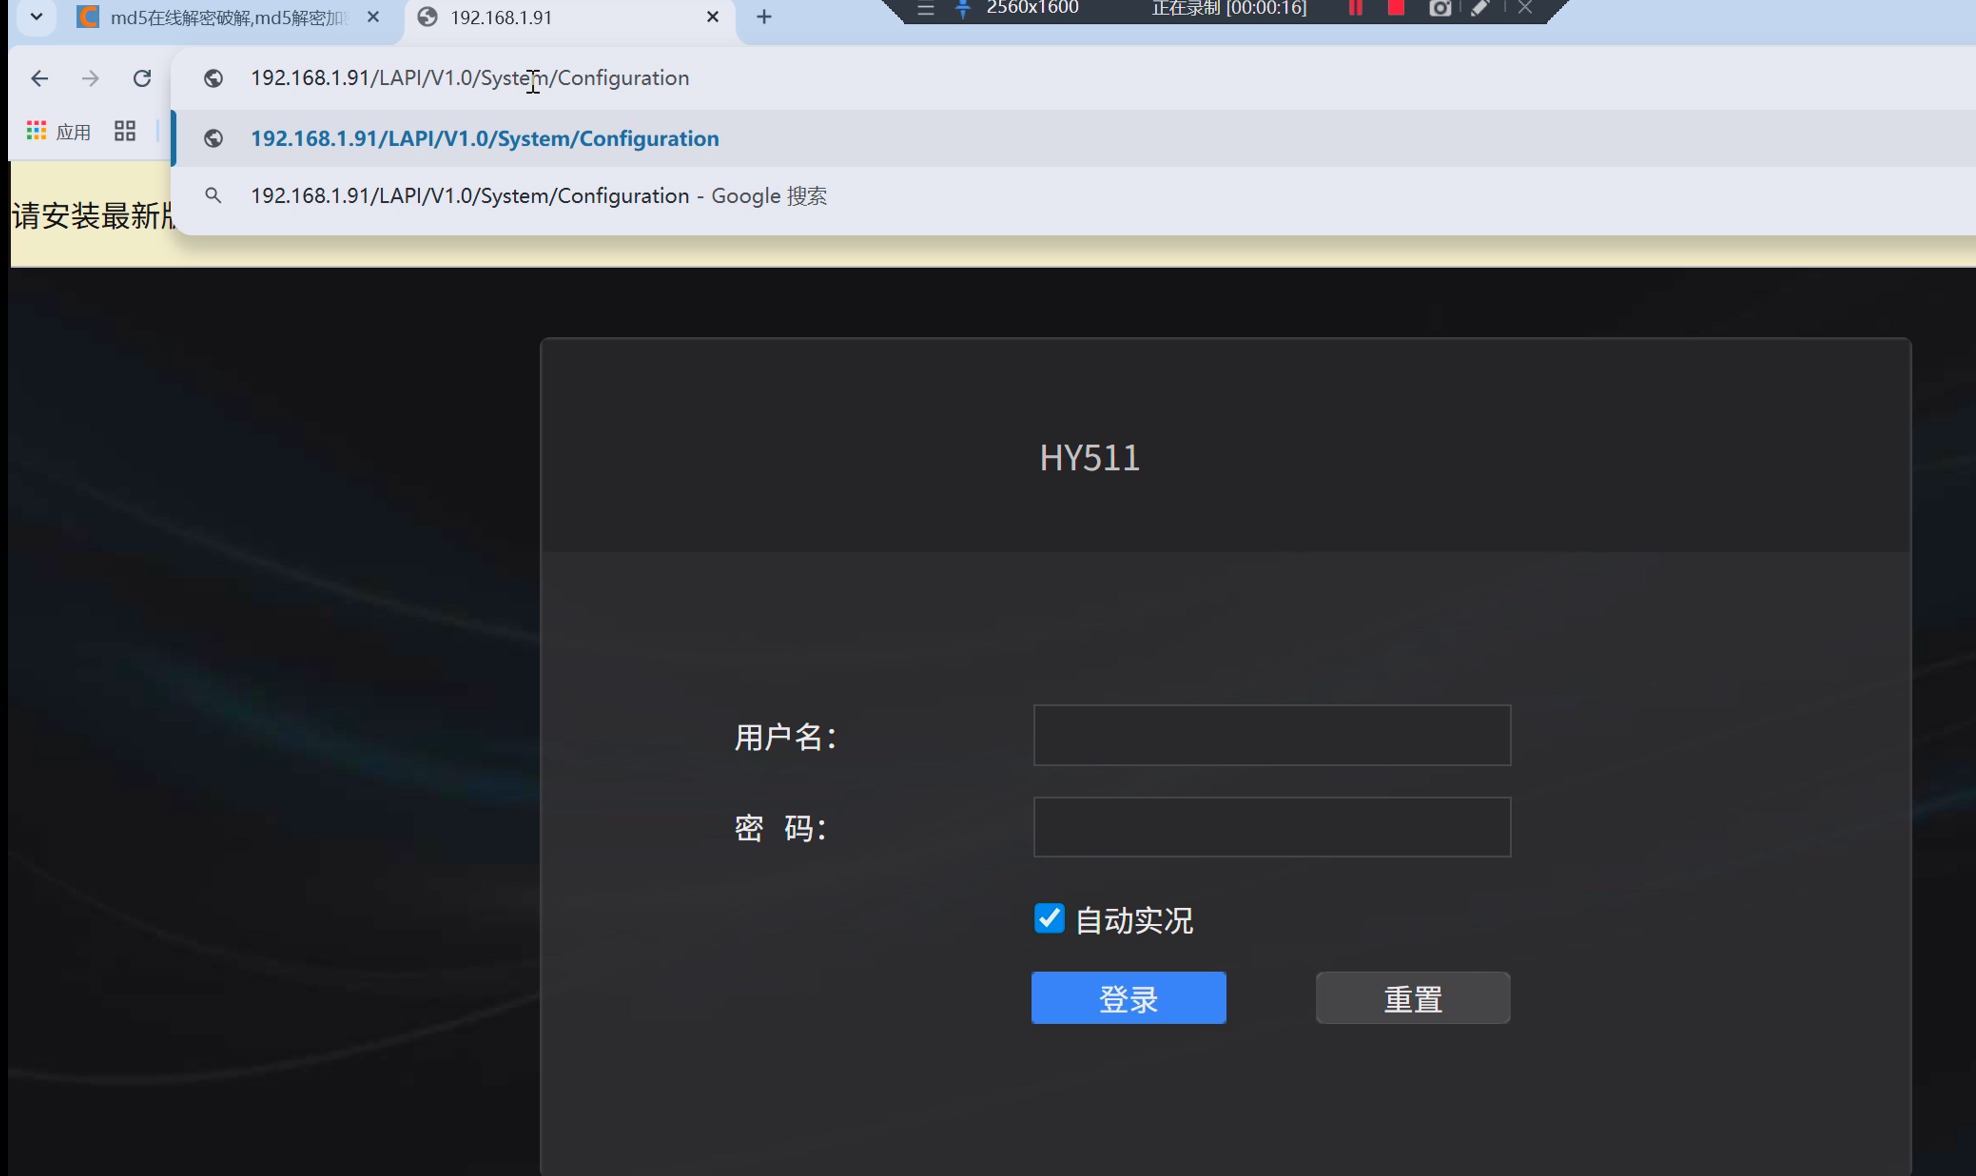 md5在线解密破解,md5解密加
192.168.1.91
2560x1600
正在录制 [00:00:16]
192.168.1.91/LAPI/V1.0/System/Configuration
应用
192.168.1.91/LAPI/V1.0/System/Configuration
192.168.1.91/LAPI/V1.0/System/Configuration - Google 搜索
请安装最新
HY511
用户名：
密 码：
自动实况
登录
重置